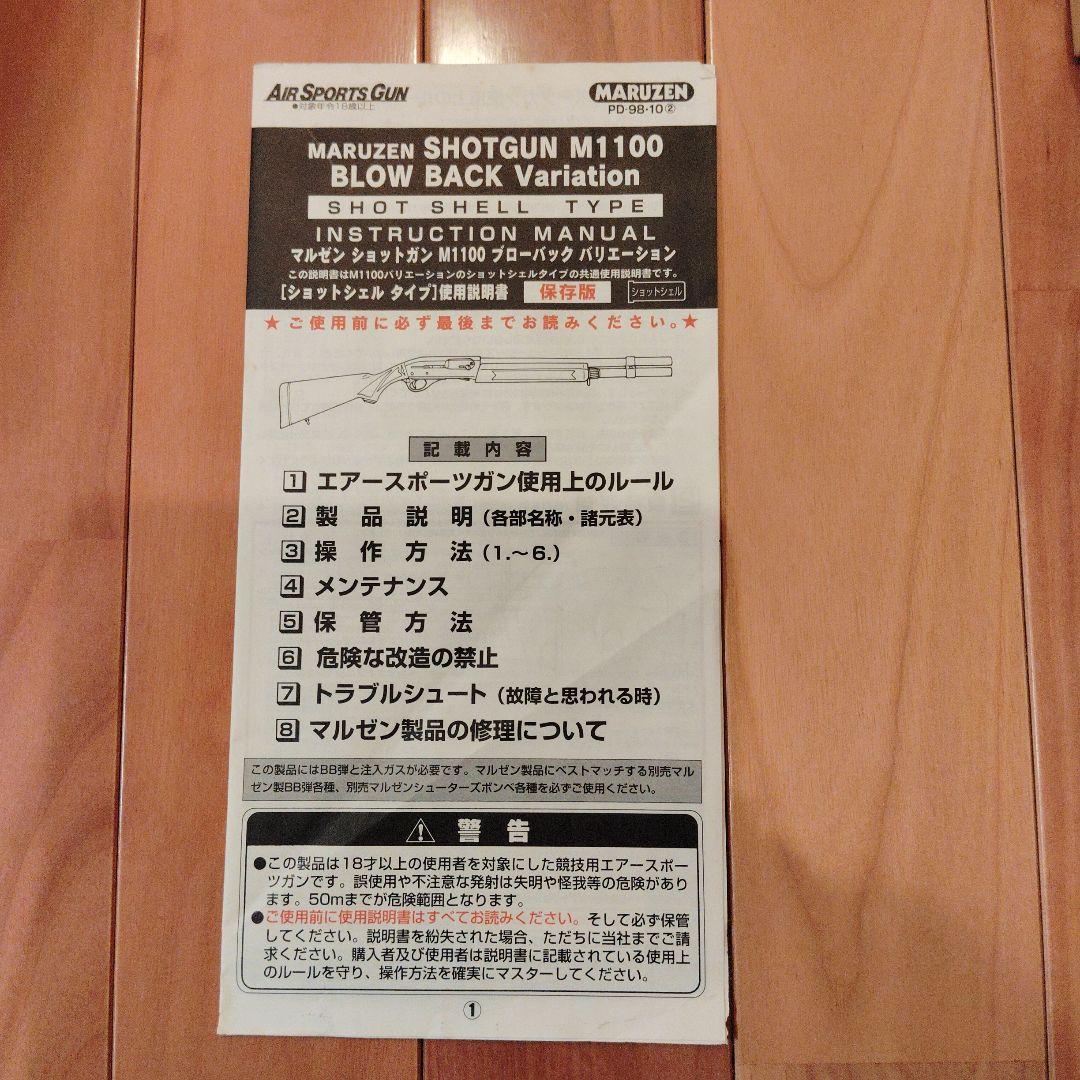 AIR SPORTS GUN
●対象年令18歳以上
MARUZEN
PD-98・10②
MARUZEN SHOTGUN M1100
BLOW BACK Variation
SHOT SHELL TYPE
INSTRUCTION MANUAL
マルゼン ショットガン M1100 ブローバック バリエーション
この説明書はM1100バリエーションのショットシェルタイプの共通使用説明書です。
[ショットシェル タイプ]使用説明書 保存版 ショットシェル
★ご使用前に必ず最後までお読みください。★
記載内容
1 エアースポーツガン使用上のルール
2 製品説明(各部名称・諸元表)
3 操作方法(1.〜6.)
4 メンテナンス
5 保管方法
6 危険な改造の禁止
7 トラブルシュート(故障と思われる時)
8 マルゼン製品の修理について
この製品にはBB弾と注入ガスが必要です。マルゼン製品にベストマッチする別売マル
ゼン製BB弾各種、別売マルゼンシューターズボンベ各種を必ずご使用ください。
警告
●この製品は18才以上の使用者を対象にした競技用エアースポー
ツガンです。誤使用や不注意な発射は失明や怪我等の危険があり
ます。50mまでが危険範囲となります。
●ご使用前に使用説明書はすべてお読みください。そして必ず保管
してください。説明書を紛失された場合、ただちに当社までご請
求ください。購入者及び使用者は説明書に記載されている使用上
のルールを守り、操作方法を確実にマスターしてください。
①